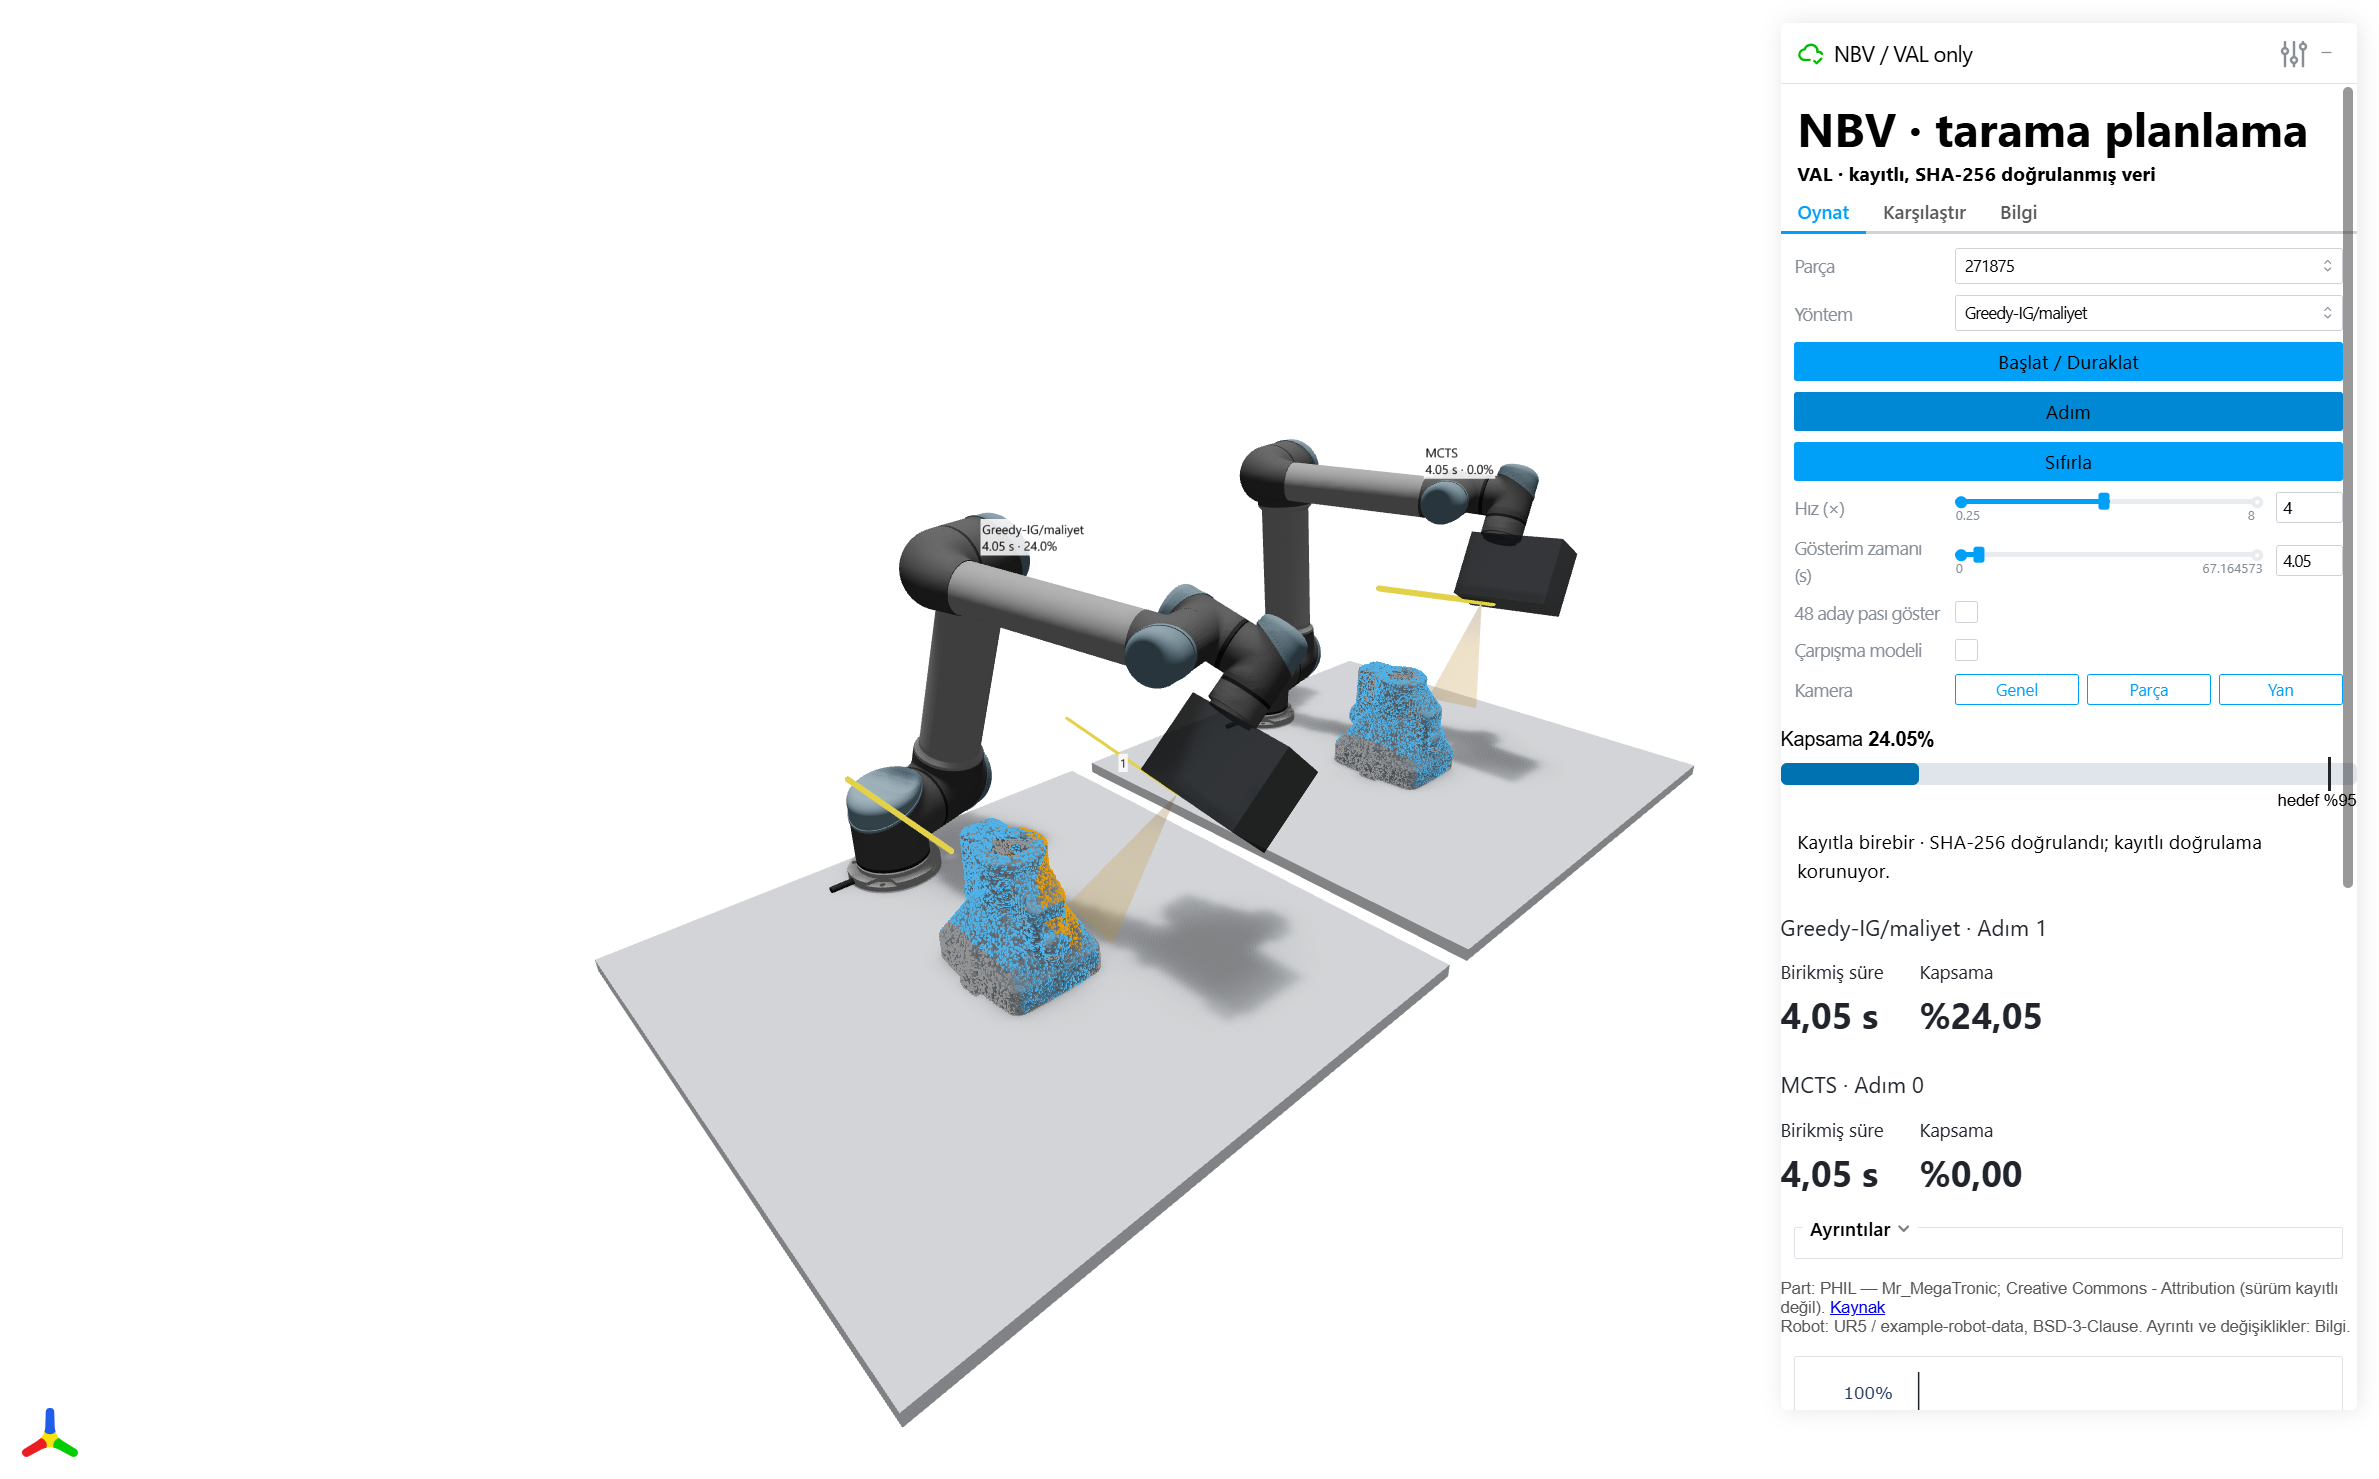 NBV / VAL only
NBV · tarama planlama
VAL · kayıtlı, SHA-256 doğrulanmış veri
Oynat Karşılaştır Bilgi
Parça 271875
Yöntem Greedy-IG/maliyet
Başlat / Duraklat
Adım
Sıfırla
Hız (×) 4
0.25 8
Gösterim zamanı (s) 4.05
0 67.164573
48 aday pası göster
Çarpışma modeli
Kamera Genel Parça Yan
Kapsama 24.05%
hedef %95
Kayıtla birebir · SHA-256 doğrulandı; kayıtlı doğrulama
korunuyor.
Greedy-IG/maliyet · Adım 1
Birikmiş süre Kapsama
4,05 s %24,05
MCTS · Adım 0
Birikmiş süre Kapsama
4,05 s %0,00
Ayrıntılar
Part: PHIL — Mr_MegaTronic; Creative Commons - Attribution (sürüm kayıtlı
değil). Kaynak
Robot: UR5 / example-robot-data, BSD-3-Clause. Ayrıntı ve değişiklikler: Bilgi.
100%
MCTS
4.05 s · 0.0%
Greedy-IG/maliyet
4.05 s · 24.0%
1